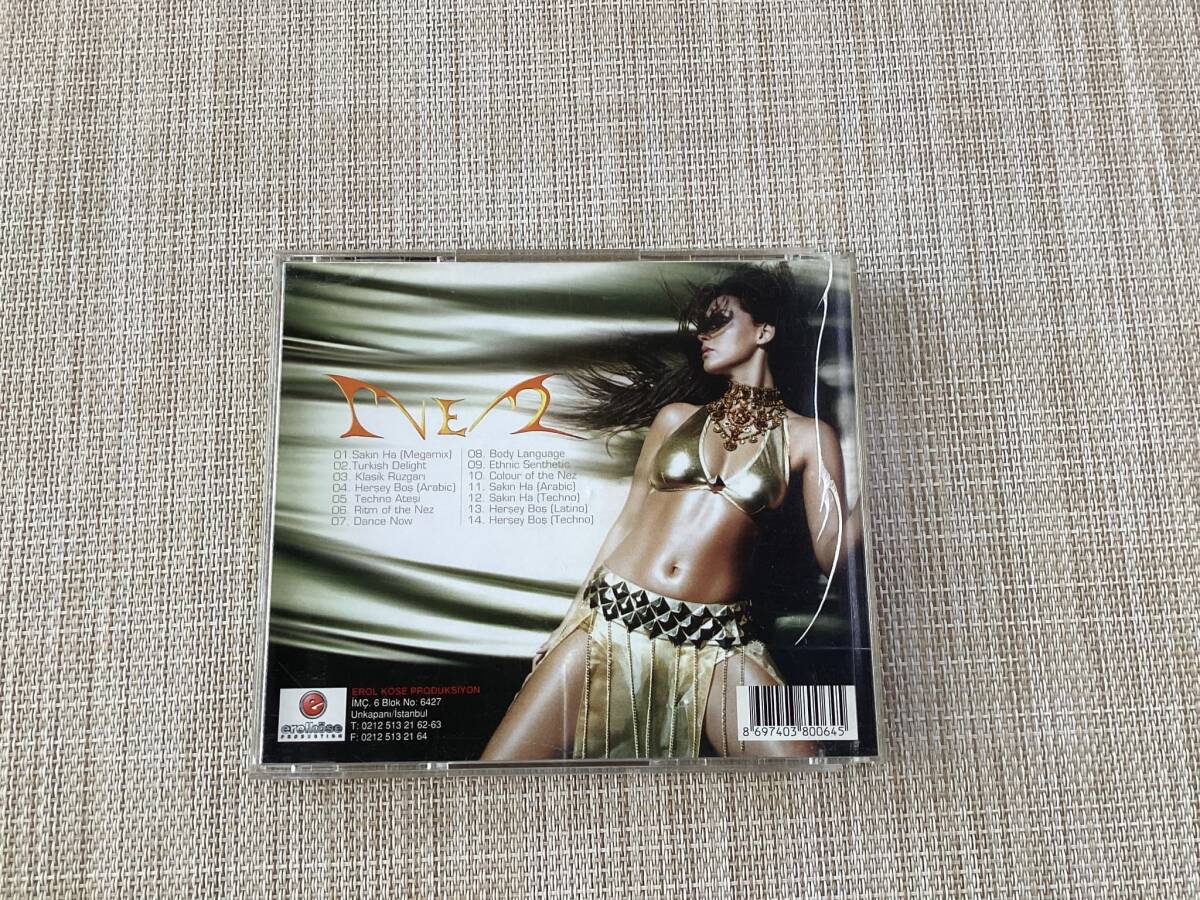 NEZ
01.Sakın Ha (Megamix)
02.Turkish Delight
03. Klasik Rüzgarı
04. Herşey Boş (Arabic)
05. Techno Ateşi
06. Ritm of the Nez
07. Dance Now
08. Body Language
09. Ethnic Senthetic
10. Colour of the Nez
11. Sakın Ha (Arabic)
12. Sakın Ha (Techno)
13. Herşey Boş (Latino)
14. Herşey Boş (Techno)
e
erolköse
PRODUCTION
EROL KÖSE PRODÜKSİYON
İMÇ. 6 Blok No: 6427
Unkapanı/İstanbul
T: 0212 513 21 62-63
F: 0212 513 21 64
8 697403 800645